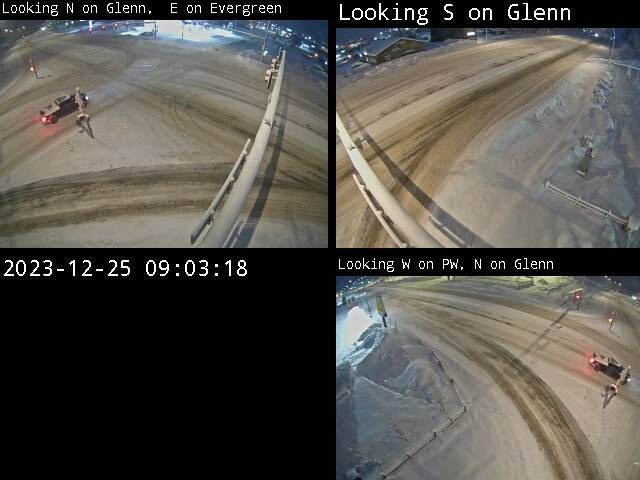 Looking N on Glenn, E on Evergreen
Looking S on Glenn
2023-12-25 09:03:18
Looking W on PW, N on Glenn